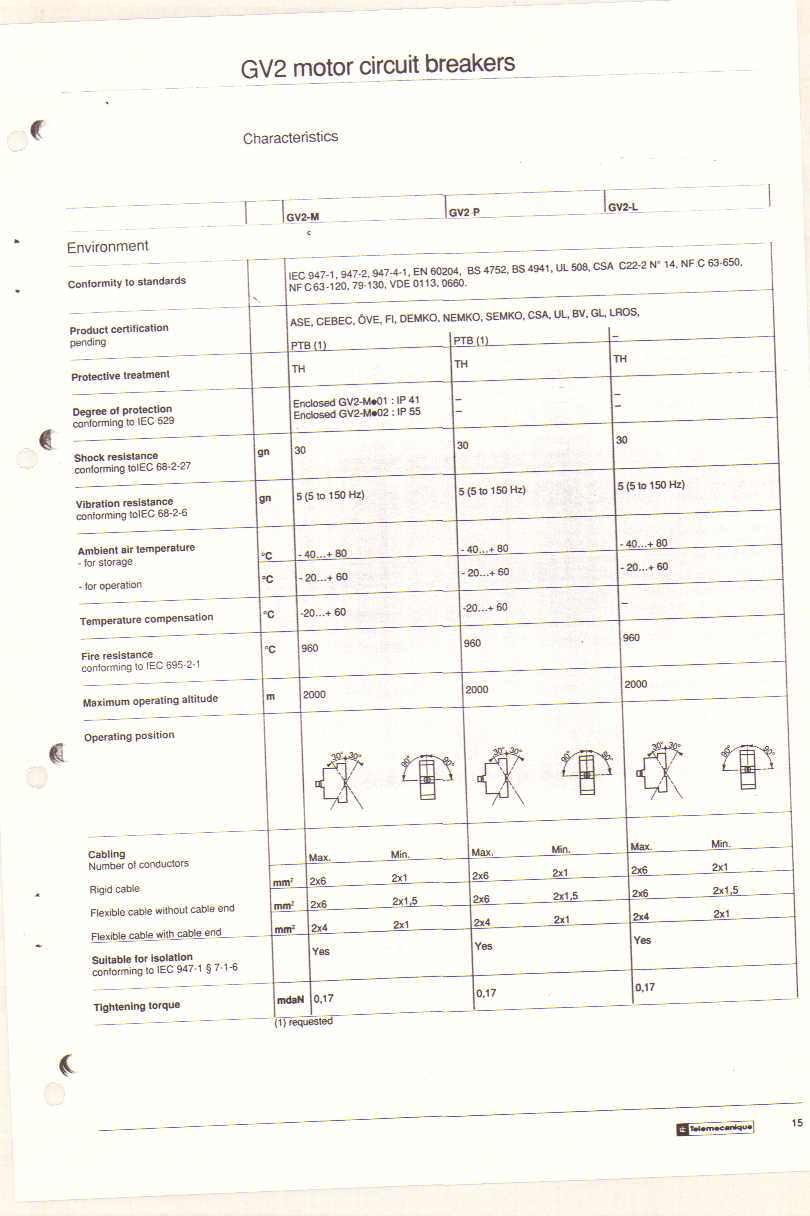 GV2 motor circuit breakers
Characteristics
GV2-M GV2 P GV2-L
Environment
Conformity to standards IEC 947-1, 947-2, 947-4-1, EN 60204, BS 4752, BS 4941, UL 508, CSA C22-2 N° 14, NF C 63-650,
NF C 63-120, 79-130, VDE 0113, 0660.
Product certification ASE, CEBEC, ÖVE, FI, DEMKO, NEMKO, SEMKO, CSA, UL, BV, GL, LROS,
pending PTB (1) PTB (1) –
Protective treatment TH TH TH
Degree of protection Enclosed GV2-M●01 : IP 41 – –
conforming to IEC 529 Enclosed GV2-M●02 : IP 55 – –
Shock resistance gn 30 30 30
conforming toIEC 68-2-27
Vibration resistance gn 5 (5 to 150 Hz) 5 (5 to 150 Hz) 5 (5 to 150 Hz)
conforming toIEC 68-2-6
Ambient air temperature
- for storage °C - 40...+ 80 - 40...+ 80 - 40...+ 80
- for operation °C - 20...+ 60 - 20...+ 60 - 20...+ 60
Temperature compensation °C -20...+ 60 -20...+ 60 –
Fire resistance °C 960 960 960
conforming to IEC 695-2-1
Maximum operating altitude m 2000 2000 2000
Operating position
30° 30° 90° 90° 30° 30° 90° 90° 30° 30° 90° 90°
Cabling
Number of conductors Max. Min. Max. Min. Max. Min.
Rigid cable mm² 2x6 2x1 2x6 2x1 2x6 2x1
Flexible cable without cable end mm² 2x6 2x1,5 2x6 2x1,5 2x6 2x1,5
Flexible cable with cable end mm² 2x4 2x1 2x4 2x1 2x4 2x1
Suitable for isolation Yes Yes Yes
conforming to IEC 947-1 § 7-1-6
Tightening torque mdaN 0,17 0,17 0,17
(1) requested
Telemecanique 15